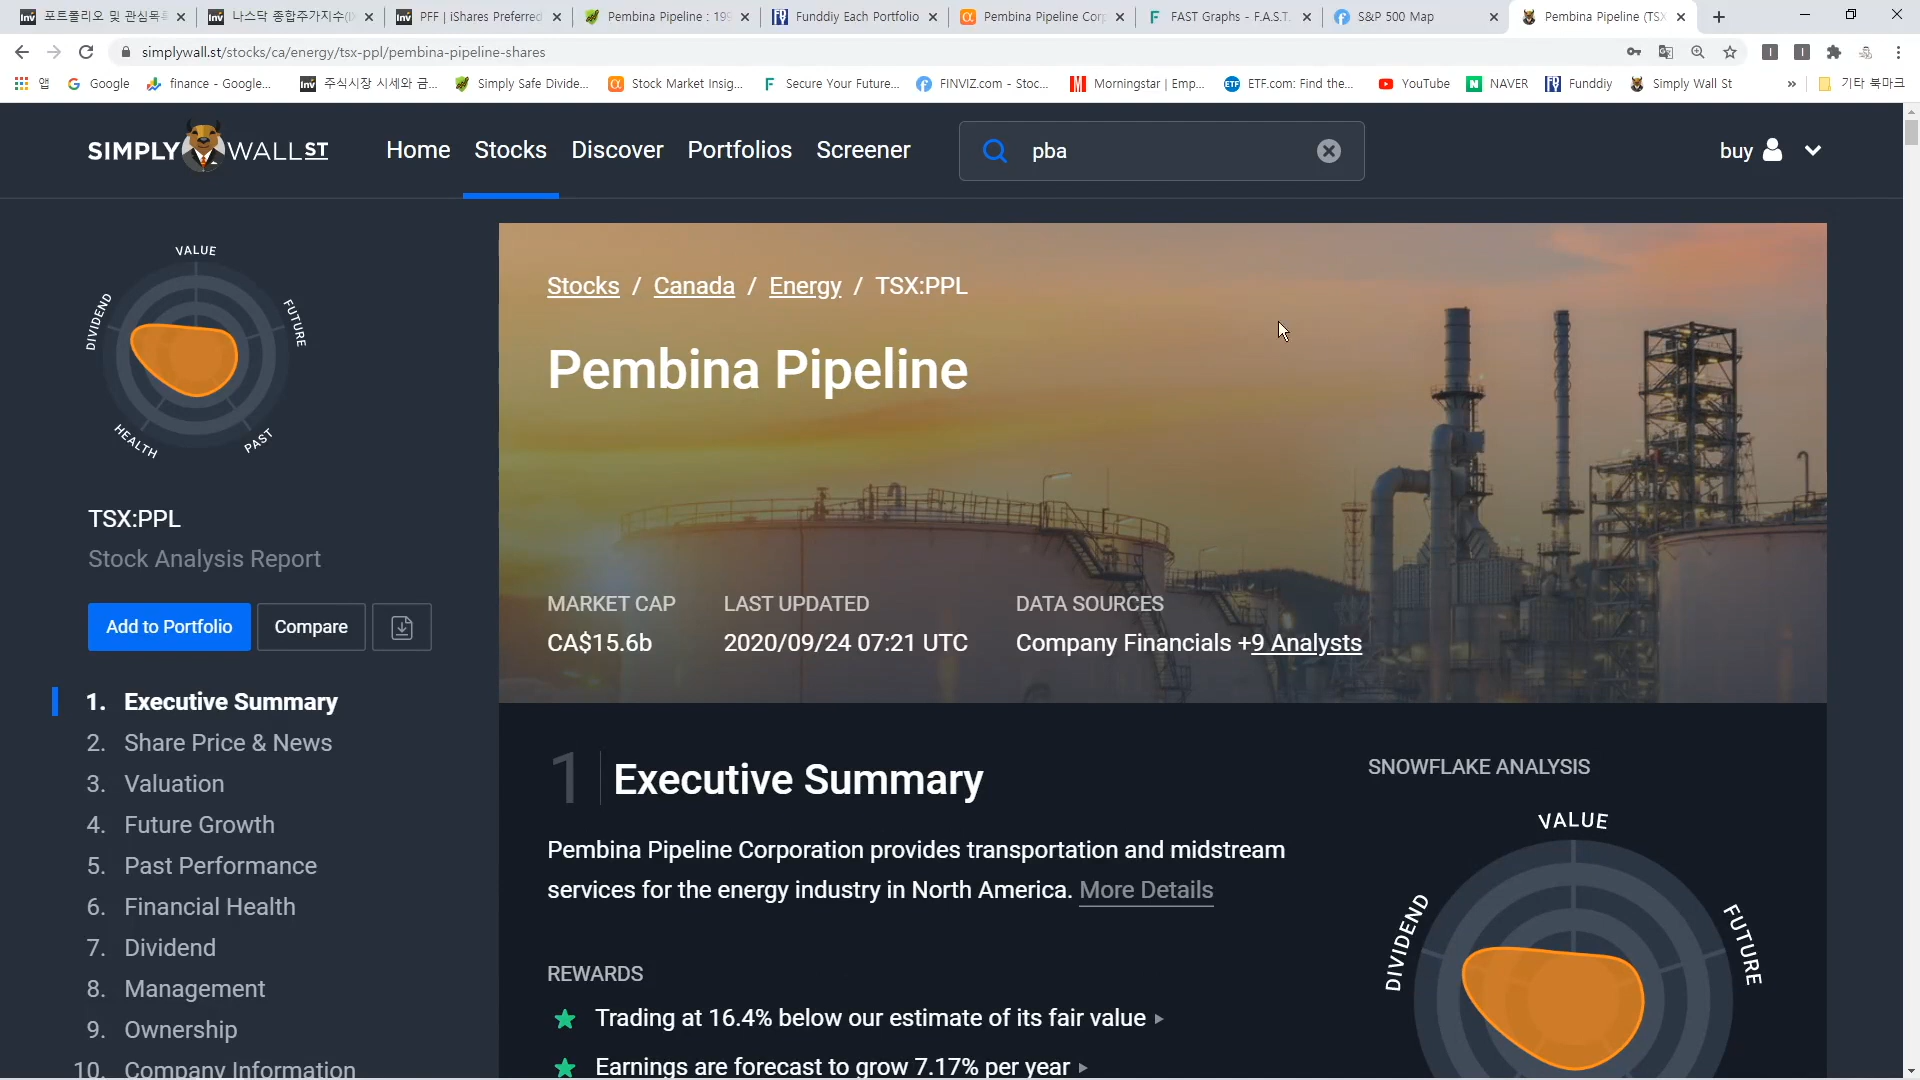 포트폴리오 및 관심목록
나스닥 종합주가지수(I
PFF | iShares Preferred
Pembina Pipeline : 199
Funddiy Each Portfolio
Pembina Pipeline Corp
FAST Graphs - F.A.S.T.
S&P 500 Map
Pembina Pipeline (TSX
simplywall.st/stocks/ca/energy/tsx-ppl/pembina-pipeline-shares
앱
Google
finance - Google...
주식시장 시세와 금...
Simply Safe Divide...
Stock Market Insig...
Secure Your Future...
FINVIZ.com - Stoc...
Morningstar | Emp...
ETF.com: Find the...
YouTube
NAVER
Funddiy
Simply Wall St
»
기타 북마크
SIMPLY WALLST
Home
Stocks
Discover
Portfolios
Screener
pba
buy
VALUE
FUTURE
PAST
HEALTH
DIVIDEND
TSX:PPL
Stock Analysis Report
Add to Portfolio
Compare
1. Executive Summary
2. Share Price & News
3. Valuation
4. Future Growth
5. Past Performance
6. Financial Health
7. Dividend
8. Management
9. Ownership
10. Company Information
Stocks / Canada / Energy / TSX:PPL
Pembina Pipeline
MARKET CAP
CA$15.6b
LAST UPDATED
2020/09/24 07:21 UTC
DATA SOURCES
Company Financials +9 Analysts
1 Executive Summary
Pembina Pipeline Corporation provides transportation and midstream
services for the energy industry in North America. More Details
REWARDS
Trading at 16.4% below our estimate of its fair value
Earnings are forecast to grow 7.17% per year
SNOWFLAKE ANALYSIS
VALUE
FUTURE
DIVIDEND